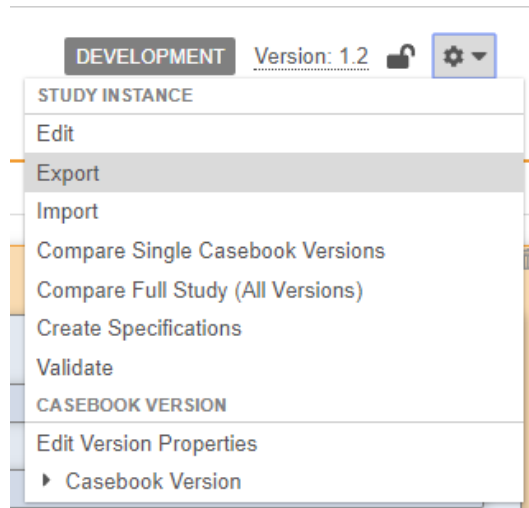 DEVELOPMENT Version: 1.2
STUDY INSTANCE
Edit
Export
Import
Compare Single Casebook Versions
Compare Full Study (All Versions)
Create Specifications
Validate
CASEBOOK VERSION
Edit Version Properties
Casebook Version